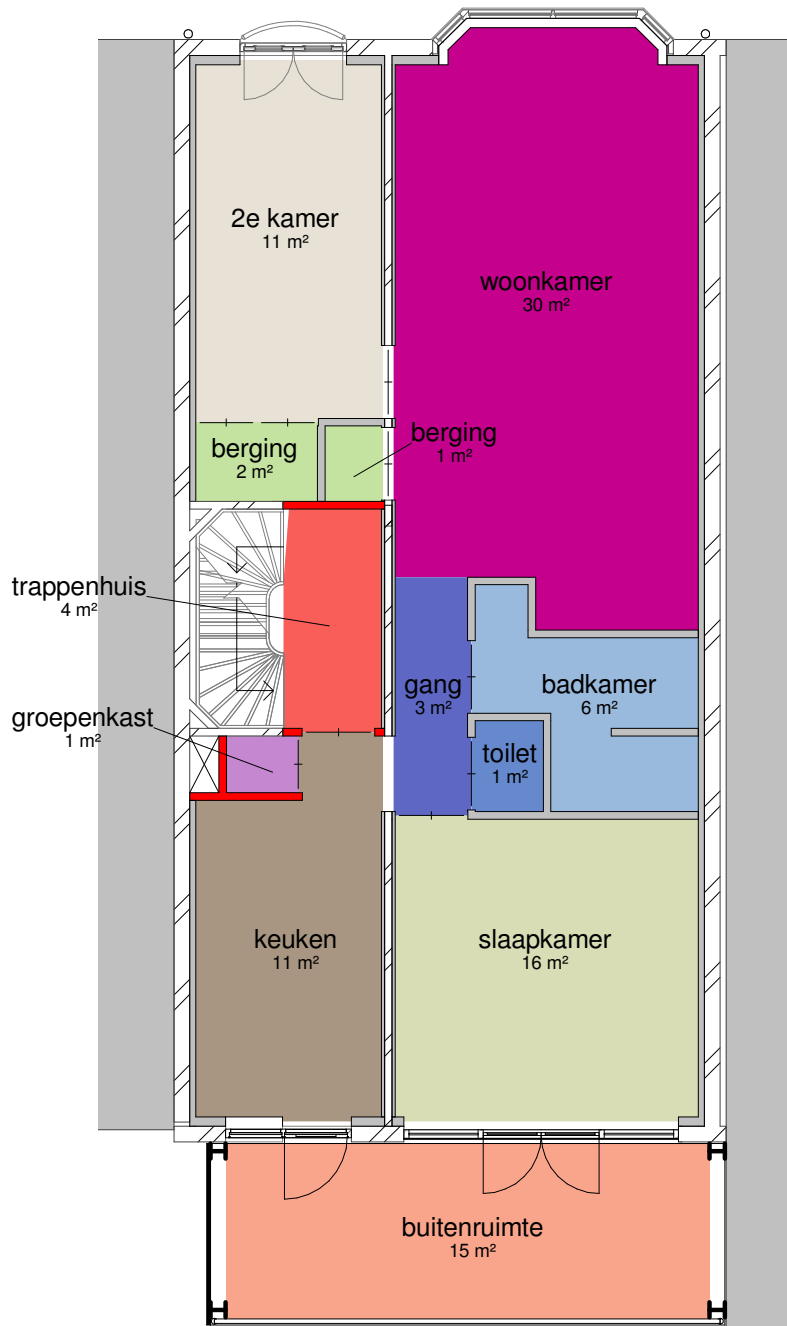 2e kamer
11 m²
woonkamer
30 m²
berging
2 m²
berging
1 m²
trappenhuis
4 m²
gang
3 m²
badkamer
6 m²
groepenkast
1 m²
toilet
1 m²
keuken
11 m²
slaapkamer
16 m²
buitenruimte
15 m²